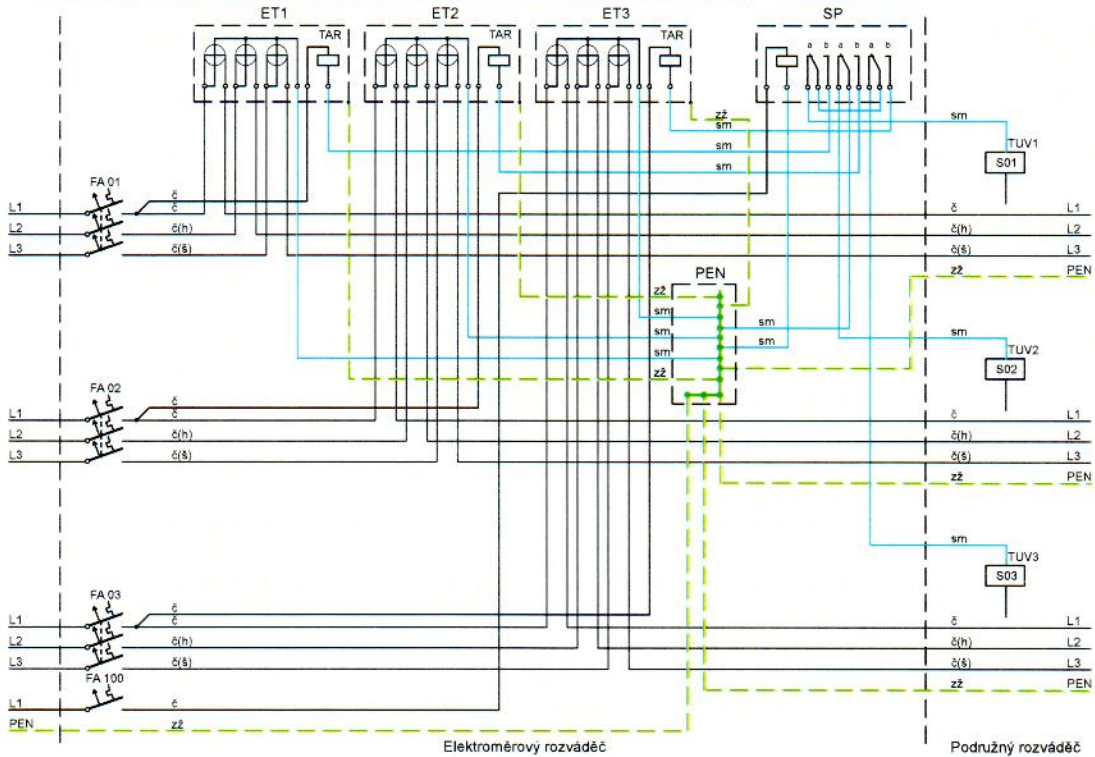 ET1 ET2 ET3 SP
TAR TAR TAR a b a b a b
zž
sm sm
sm TUV1
sm S01
FA 01
č
L1 č č L1
L2 č(h) č(h) L2
L3 č(š) č(š) L3
zž PEN
PEN
zž
sm
sm sm sm
sm sm TUV2
zž S02
FA 02
č
L1 č č L1
L2 č(h) č(h) L2
L3 č(š) č(š) L3
zž PEN
sm
TUV3
S03
FA 03
č
L1 č č L1
L2 č(h) č(h) L2
L3 č(š) č(š) L3
FA 100
zž PEN
L1 č
PEN zž
Elektroměrový rozváděč Podružný rozváděč